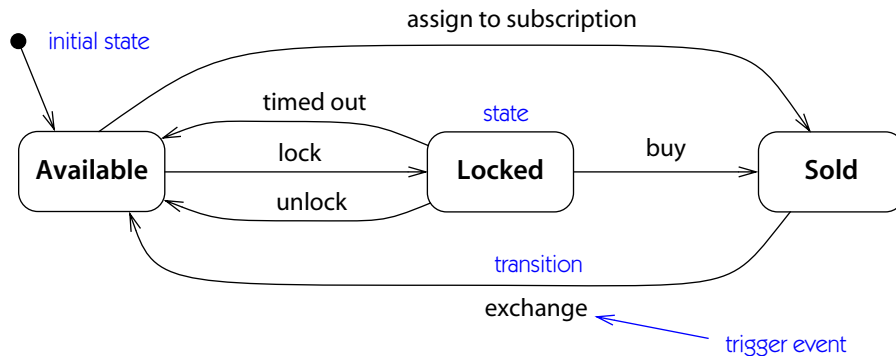 assign to subscription
initial state
timed out
state
Available
lock
Locked
buy
Sold
unlock
transition
exchange
trigger event